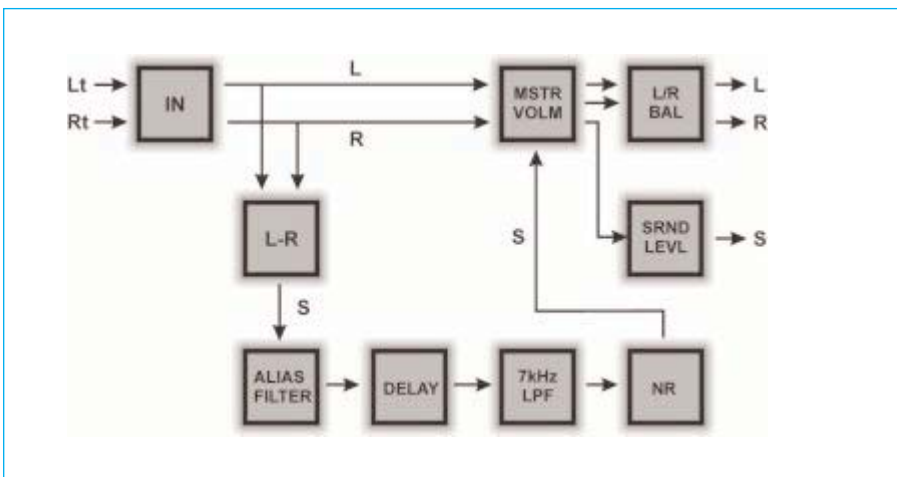 L
Lt
IN
MSTR
VOLM
L/R
BAL
L
Rt
R
R
L-R
S
SRND
LEVL
S
S
ALIAS
FILTER
DELAY
7kHz
LPF
NR